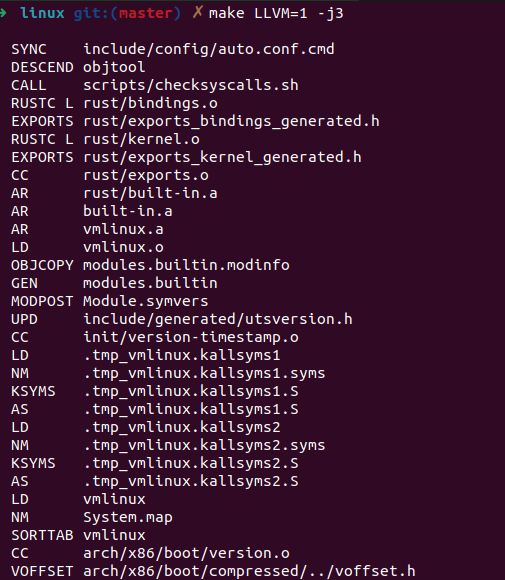 ➜ linux git:(master) ✗ make LLVM=1 -j3
SYNC include/config/auto.conf.cmd
DESCEND objtool
CALL scripts/checksyscalls.sh
RUSTC L rust/bindings.o
EXPORTS rust/exports_bindings_generated.h
RUSTC L rust/kernel.o
EXPORTS rust/exports_kernel_generated.h
CC rust/exports.o
AR rust/built-in.a
AR built-in.a
AR vmlinux.a
LD vmlinux.o
OBJCOPY modules.builtin.modinfo
GEN modules.builtin
MODPOST Module.symvers
UPD include/generated/utsversion.h
CC init/version-timestamp.o
LD .tmp_vmlinux.kallsyms1
NM .tmp_vmlinux.kallsyms1.syms
KSYMS .tmp_vmlinux.kallsyms1.S
AS .tmp_vmlinux.kallsyms1.S
LD .tmp_vmlinux.kallsyms2
NM .tmp_vmlinux.kallsyms2.syms
KSYMS .tmp_vmlinux.kallsyms2.S
AS .tmp_vmlinux.kallsyms2.S
LD vmlinux
NM System.map
SORTTAB vmlinux
CC arch/x86/boot/version.o
VOFFSET arch/x86/boot/compressed/../voffset.h